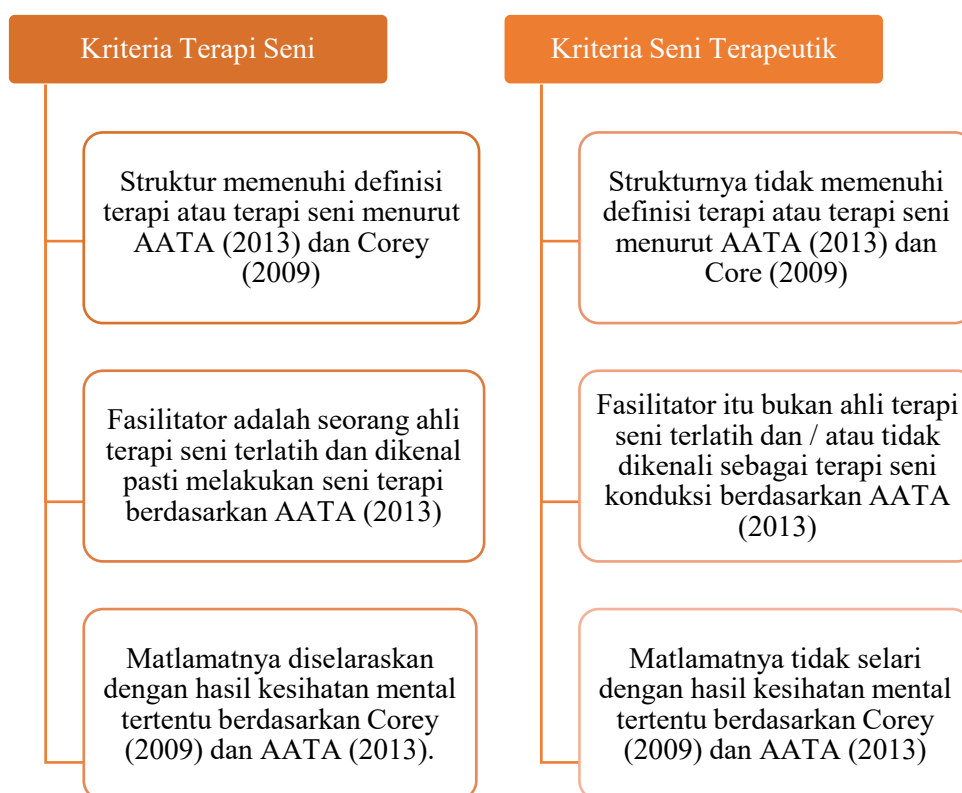 Kriteria Terapi Seni
Struktur memenuhi definisi
terapi atau terapi seni menurut
AATA (2013) dan Corey
(2009)
Fasilitator adalah seorang ahli
terapi seni terlatih dan dikenal
pasti melakukan seni terapi
berdasarkan AATA (2013)
Matlamatnya diselaraskan
dengan hasil kesihatan mental
tertentu berdasarkan Corey
(2009) dan AATA (2013).
Kriteria Seni Terapeutik
Strukturnya tidak memenuhi
definisi terapi atau terapi seni
menurut AATA (2013) dan
Core (2009)
Fasilitator itu bukan ahli terapi
seni terlatih dan / atau tidak
dikenali sebagai terapi seni
konduksi berdasarkan AATA
(2013)
Matlamatnya tidak selari
dengan hasil kesihatan mental
tertentu berdasarkan Corey
(2009) dan AATA (2013)